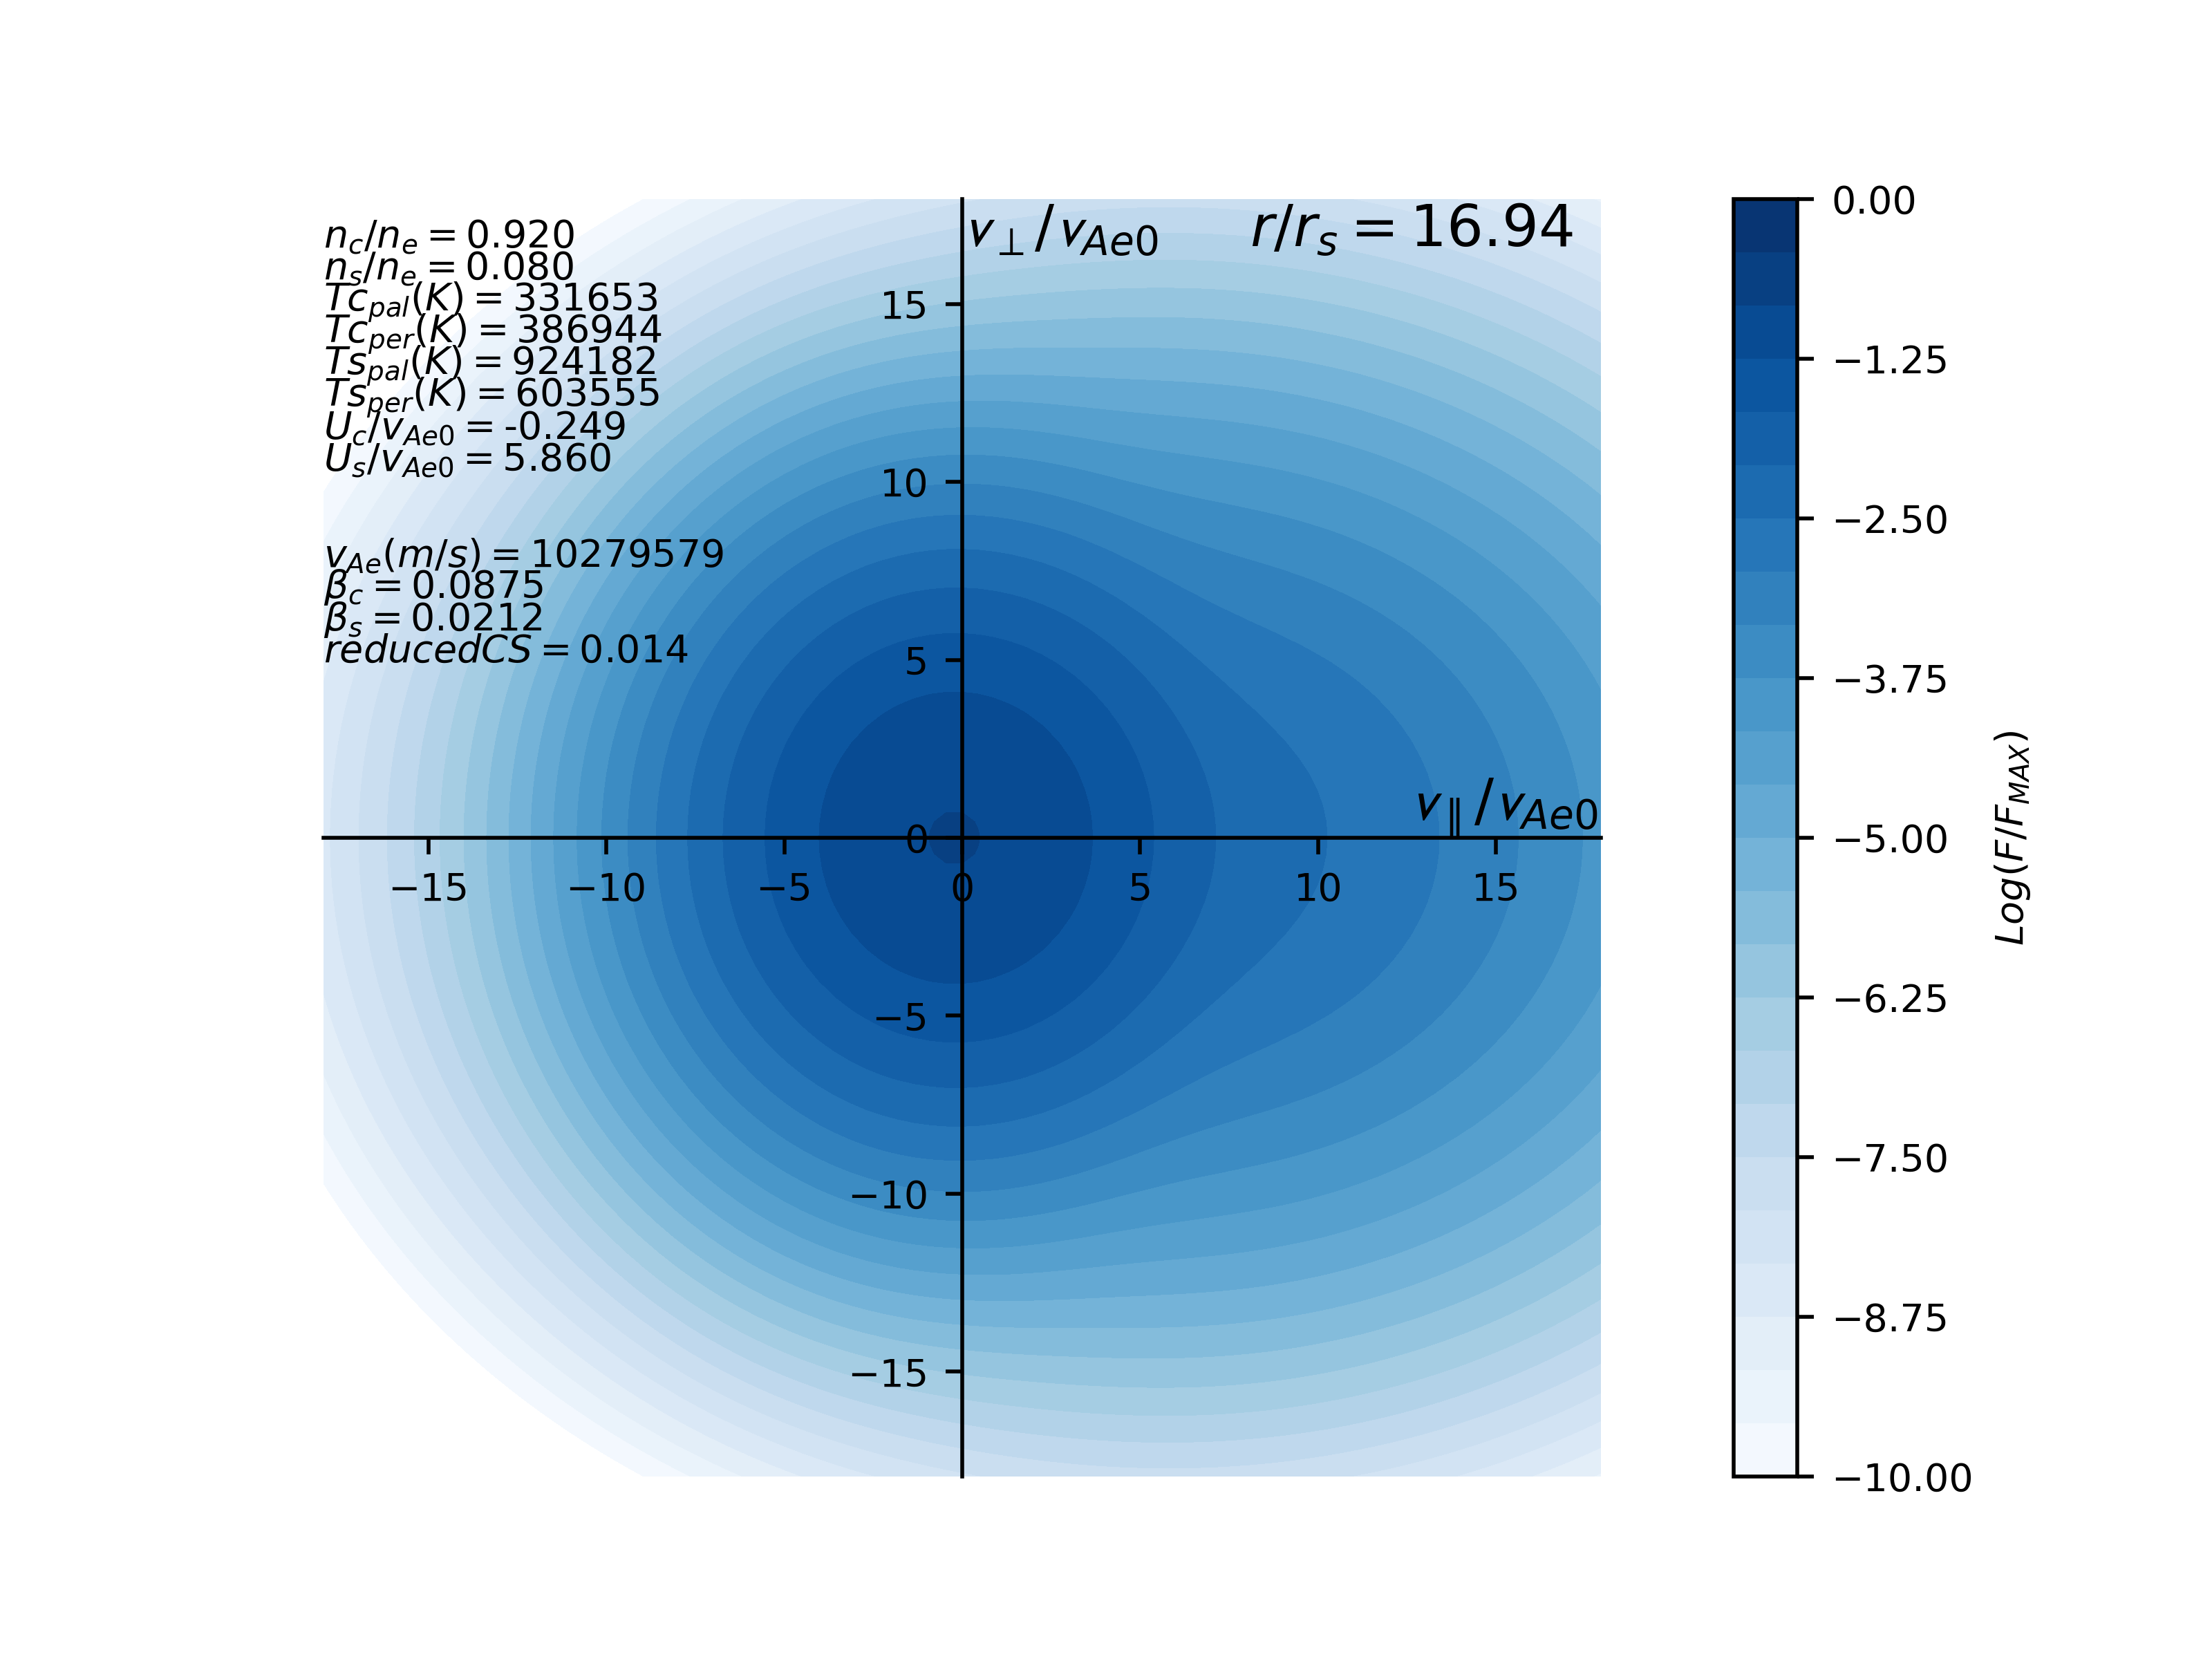 n_c/n_e = 0.920
n_s/n_e = 0.080
Tc_pal(K) = 331653
Tc_per(K) = 386944
Ts_pal(K) = 924182
Ts_per(K) = 603555
U_c/v_Ae0 = -0.249
U_s/v_Ae0 = 5.860
v_Ae(m/s) = 10279579
β_c = 0.0875
β_s = 0.0212
reducedCS = 0.014
v_⊥/v_Ae0
r/r_s = 16.94
15
10
5
0
−5
−10
−15
v_∥/v_Ae0
−15 −10 −5 0 5 10 15
0.00
−1.25
−2.50
−3.75
−5.00
−6.25
−7.50
−8.75
−10.00
Log(F/F_MAX)